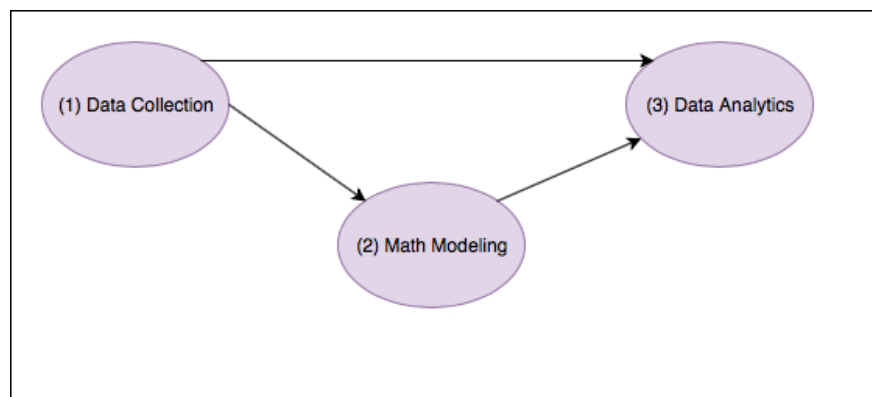 (1) Data Collection
(3) Data Analytics
(2) Math Modeling